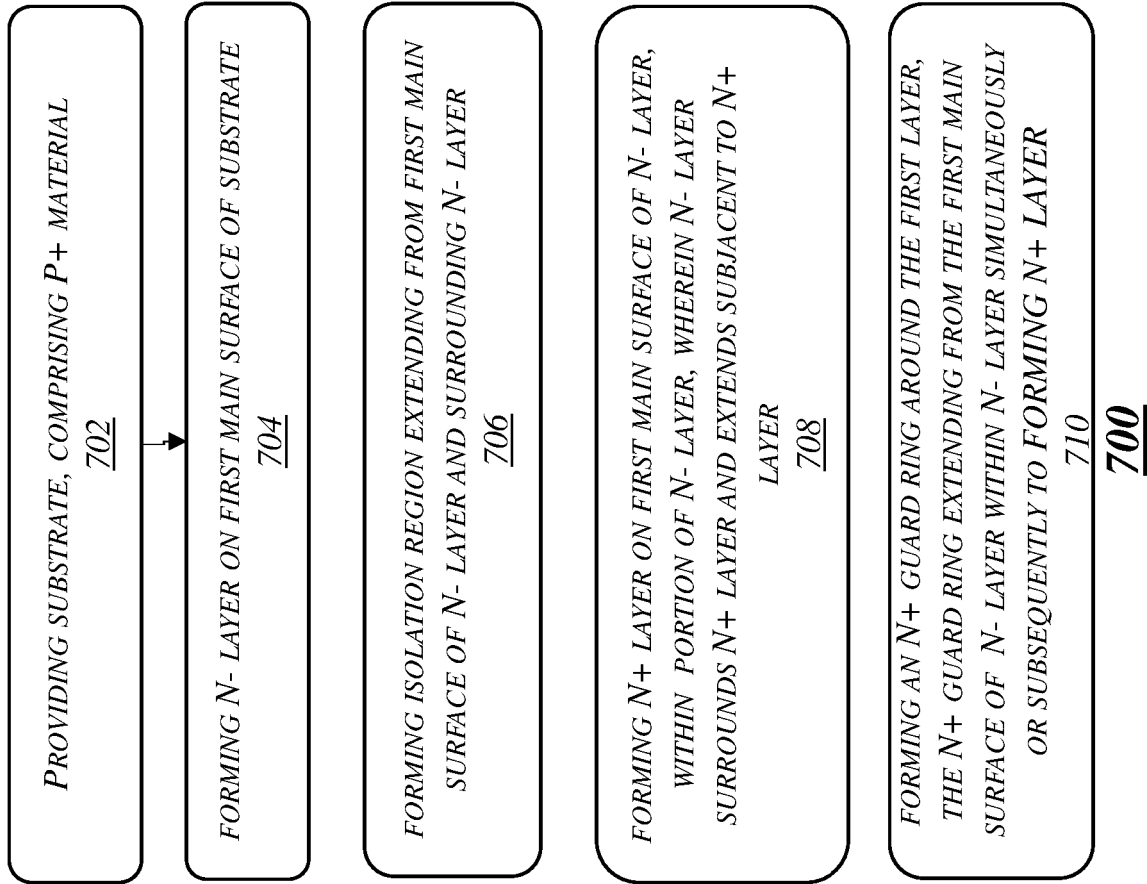 PROVIDING SUBSTRATE, COMPRISING P+ MATERIAL
702
FORMING N- LAYER ON FIRST MAIN SURFACE OF SUBSTRATE
704
FORMING ISOLATION REGION EXTENDING FROM FIRST MAIN
SURFACE OF N- LAYER AND SURROUNDING N- LAYER
706
FORMING N+ LAYER ON FIRST MAIN SURFACE OF N- LAYER,
WITHIN PORTION OF N- LAYER, WHEREIN N- LAYER
SURROUNDS N+ LAYER AND EXTENDS SUBJACENT TO N+
LAYER
708
FORMING AN N+ GUARD RING AROUND THE FIRST LAYER,
THE N+ GUARD RING EXTENDING FROM THE FIRST MAIN
SURFACE OF N- LAYER WITHIN N- LAYER SIMULTANEOUSLY
OR SUBSEQUENTLY TO FORMING N+ LAYER
710
700